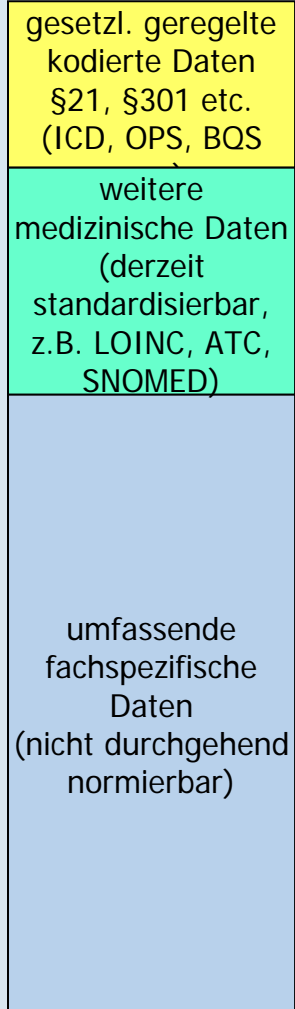 gesetzl. geregelte
kodierte Daten
§21, §301 etc.
(ICD, OPS, BQS
weitere
medizinische Daten
(derzeit
standardisierbar,
z.B. LOINC, ATC,
SNOMED)
umfassende
fachspezifische
Daten
(nicht durchgehend
normierbar)